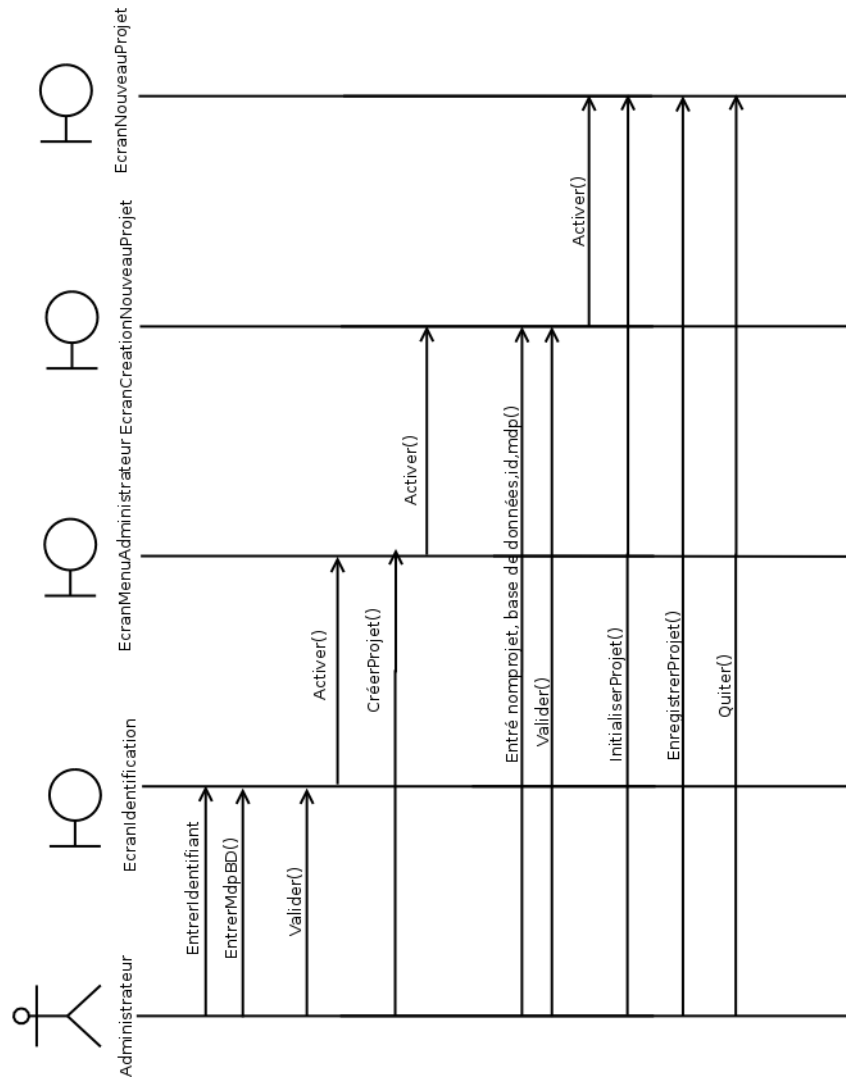 Administrateur
EcranIdentification
EcranMenuAdministrateur
EcranCreationNouveauProjet
EcranNouveauProjet
EntrerIdentifiant
EntrerMdpBD()
Valider()
Activer()
CréerProjet()
Activer()
Entré nomprojet, base de données,id,mdp()
Valider()
Activer()
InitialiserProjet()
EnregistrerProjet()
Quiter()